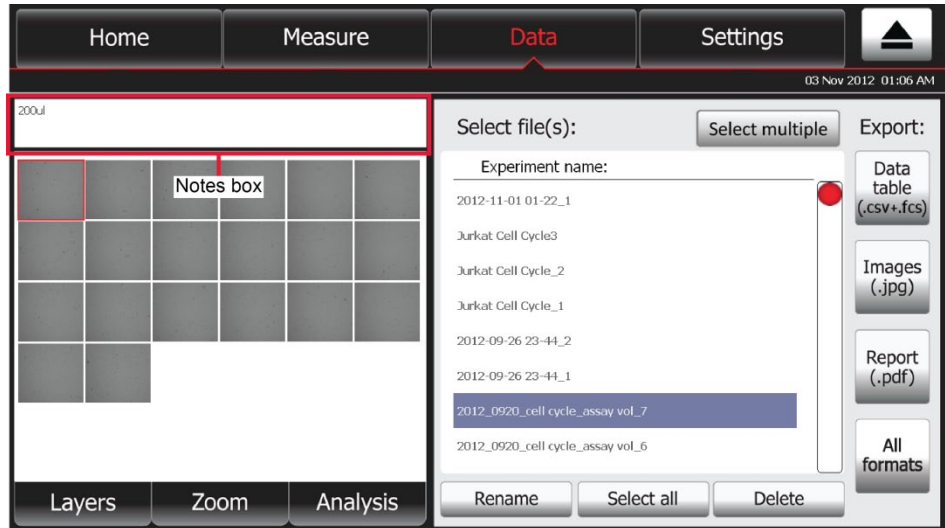 Home Measure Data Settings
03 Nov 2012 01:06 AM
200ul
Notes box
Layers Zoom Analysis
Select file(s): Select multiple
Experiment name:
2012-11-01 01-22_1
Jurkat Cell Cycle3
Jurkat Cell Cycle_2
Jurkat Cell Cycle_1
2012-09-26 23-44_2
2012-09-26 23-44_1
2012_0920_cell cycle_assay vol_7
2012_0920_cell cycle_assay vol_6
Rename Select all Delete
Export:
Data
table
(.csv+.fcs)
Images
(.jpg)
Report
(.pdf)
All
formats